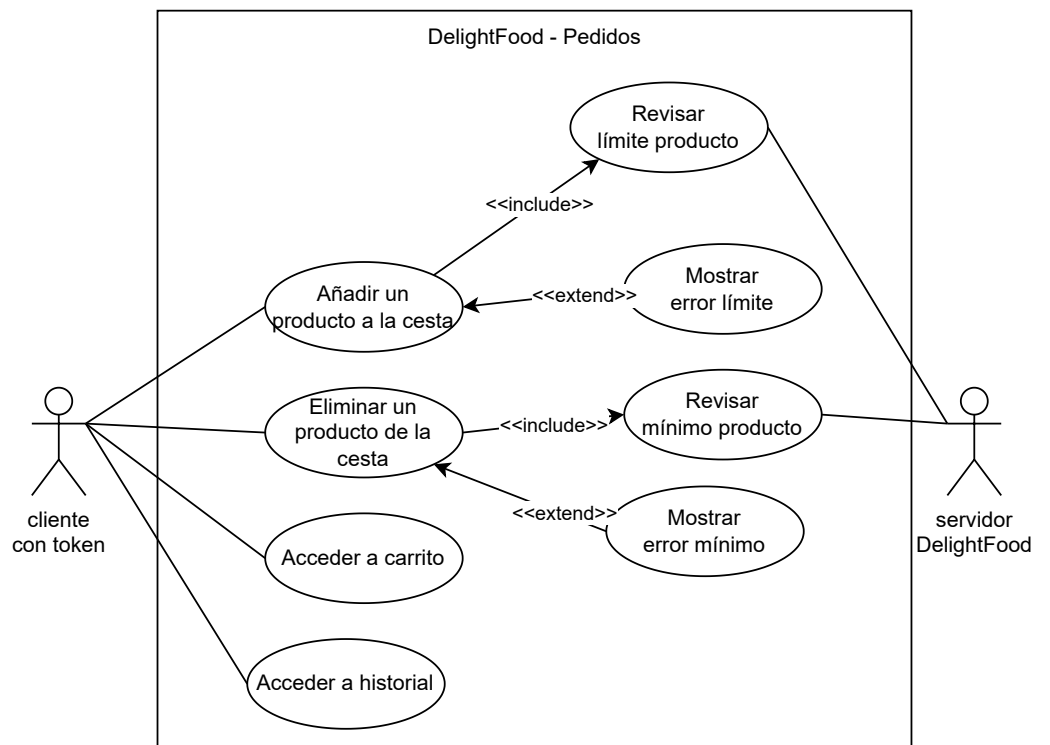 DelightFood - Pedidos
Revisar
límite producto
<<include>>
Mostrar
error límite
<<extend>>
Añadir un
producto a la cesta
Eliminar un
producto de la
cesta
<<include>>
Revisar
mínimo producto
<<extend>>
Mostrar
error mínimo
cliente
con token
servidor
DelightFood
Acceder a carrito
Acceder a historial